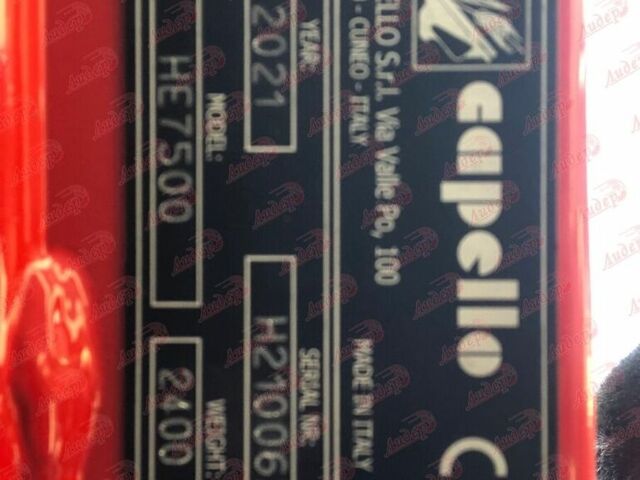 capello
ELLO S.r.l. Via Valle Po, 100
- CUNEO - ITALY
MADE IN ITALY
YEAR:
2021
SERIAL NR:
H21006
MODEL:
HE7500
WEIGHT:
2400
Лидер